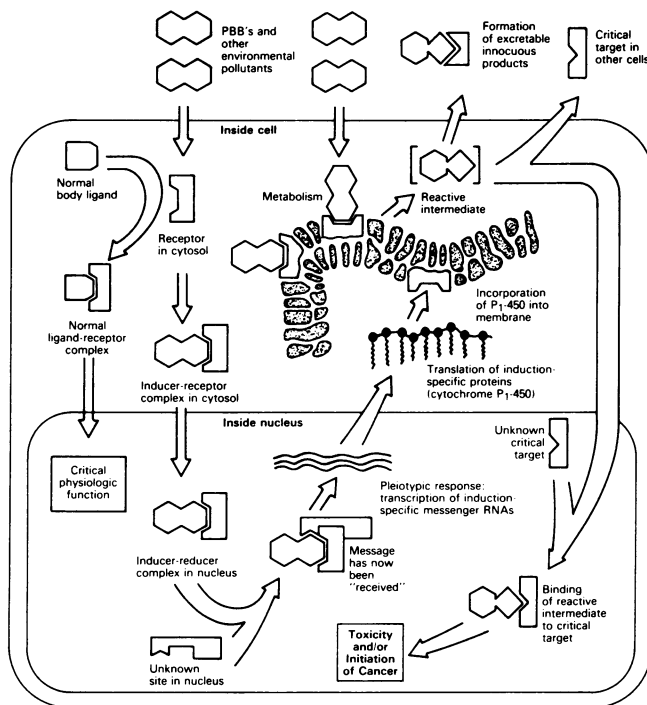 PBB's and
other
environmental
pollutants
Formation
of excretable
innocuous
products
Critical
target in
other cells
Inside cell
Normal
body ligand
Receptor
in cytosol
Metabolism
Reactive
intermediate
Normal
ligand-receptor
complex
Inducer-receptor
complex in cytosol
Incorporation
of P1-450 into
membrane
Translation of induction-
specific proteins
(cytochrome P1-450)
Inside nucleus
Critical
physiologic
function
Unknown
critical
target
Pleiotypic response:
transcription of induction-
specific messenger RNAs
Inducer-reducer
complex in nucleus
Message
has now
been
"received"
Unknown
site in nucleus
Toxicity
and/or
Initiation
of Cancer
Binding
of reactive
intermediate
to critical
target